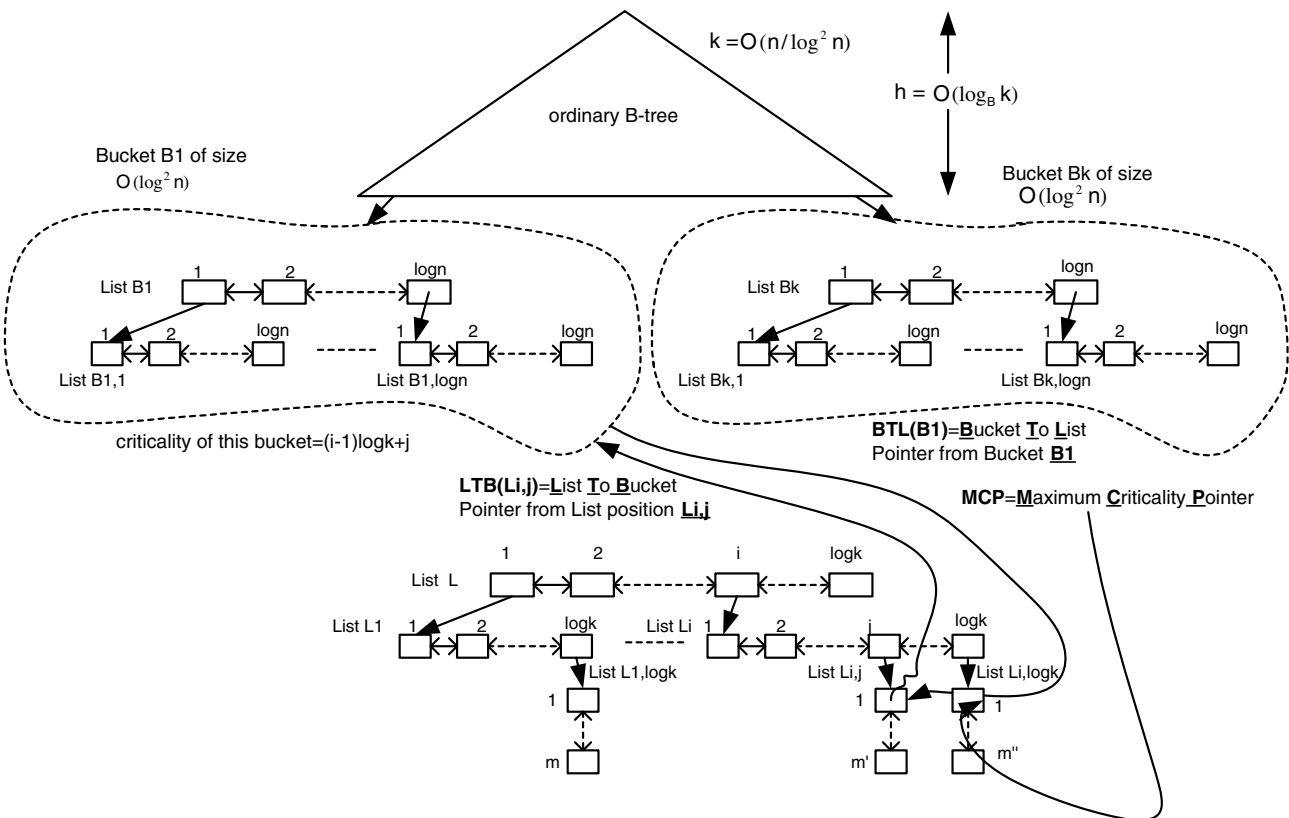 k = O(n/log² n)
h = O(log_B k)
ordinary B-tree
Bucket B1 of size
O(log² n)
Bucket Bk of size
O(log² n)
1 2 logn
List B1
1 2 logn 1 2 logn
List B1,1 List B1,logn
1 2 logn
List Bk
1 2 logn 1 2 logn
List Bk,1 List Bk,logn
criticality of this bucket=(i-1)logk+j
BTL(B1)=Bucket To List
Pointer from Bucket B1
LTB(Li,j)=List To Bucket
Pointer from List position Li,j
MCP=Maximum Criticality Pointer
1 2 i logk
List L
List L1 1 2 logk List Li 1 2 j logk
List L1,logk List Li,j List Li,logk
1 1 1
m m' m''